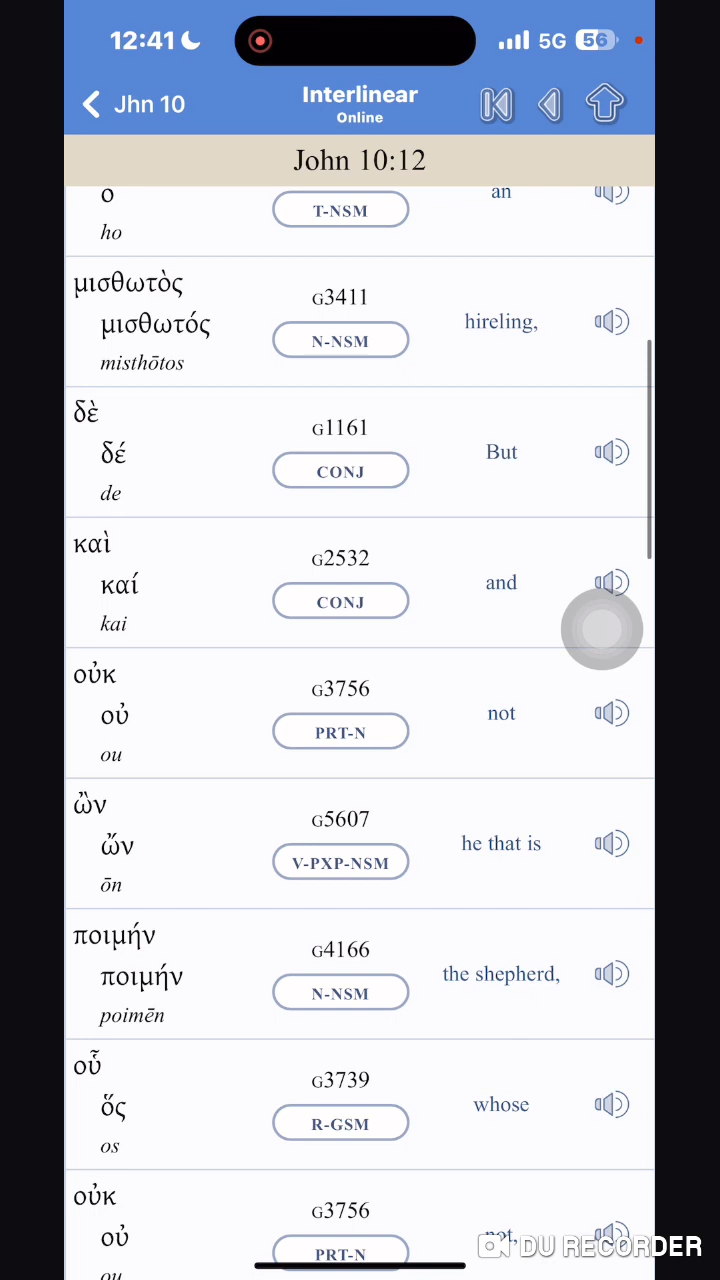 12:41 5G 56
Jhn 10 Interlinear
Online
John 10:12
ὁ T-NSM an
ho
μισθωτὸς G3411 hireling,
μισθωτός N-NSM
misthōtos
δὲ G1161 But
δέ CONJ
de
καὶ G2532 and
καί CONJ
kai
οὐκ G3756 not
οὐ PRT-N
ou
ὢν G5607 he that is
ὤν V-PXP-NSM
ōn
ποιμήν G4166 the shepherd,
ποιμήν N-NSM
poimēn
οὗ G3739 whose
ὅς R-GSM
os
οὐκ G3756 not,
οὐ PRT-N
ou
DU RECORDER